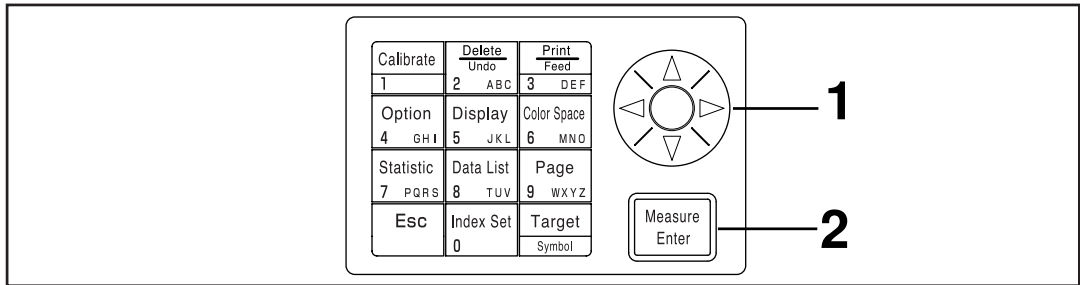 Calibrate Delete Print
Undo Feed
1 2 ABC 3 DEF
Option Display Color Space
4 GHI 5 JKL 6 MNO
Statistic Data List Page
7 PQRS 8 TUV 9 WXYZ
Esc Index Set Target
0 Symbol
1
Measure
Enter
2